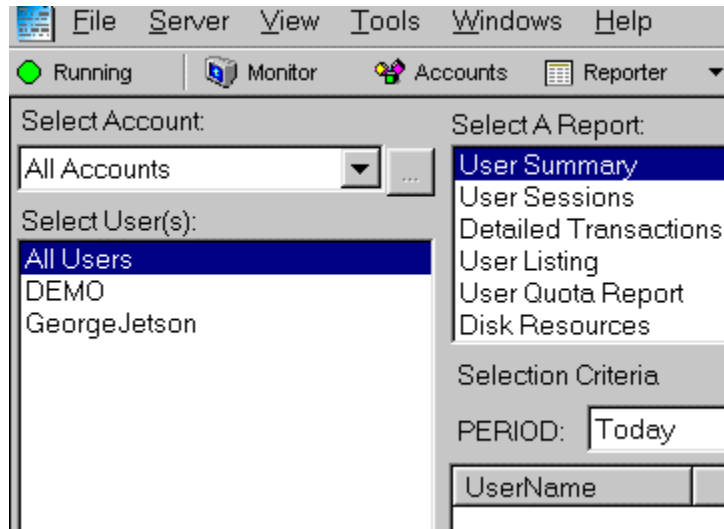 File Server View Tools Windows Help
Running Monitor Accounts Reporter
Select Account:
All Accounts
...
Select User(s):
All Users
DEMO
GeorgeJetson
Select A Report:
User Summary
User Sessions
Detailed Transactions
User Listing
User Quota Report
Disk Resources
Selection Criteria
PERIOD: Today
UserName